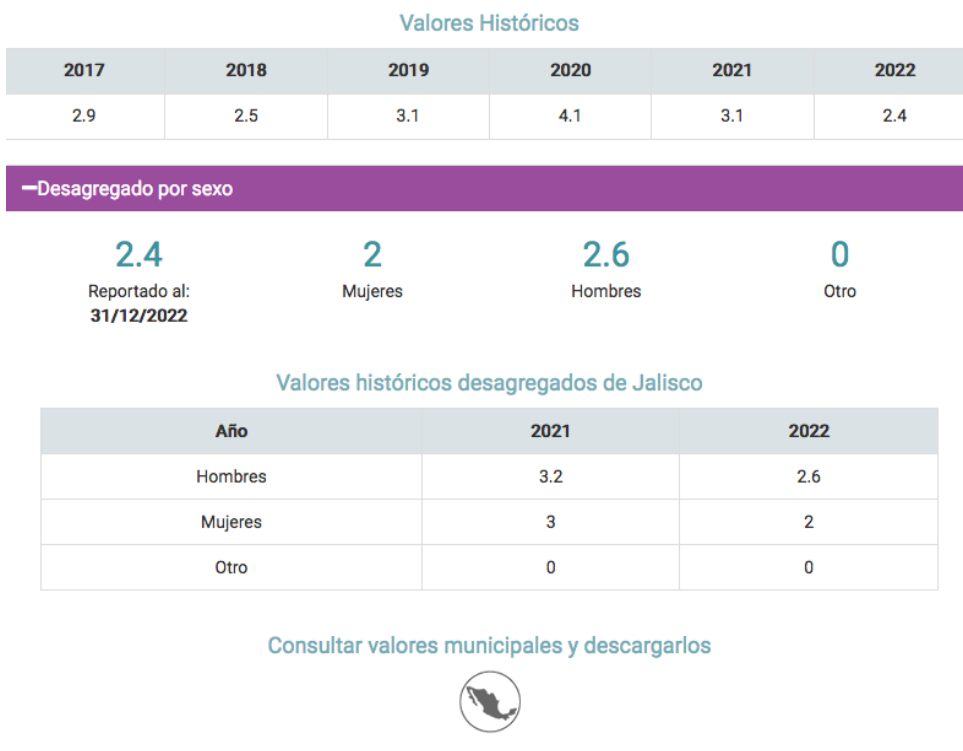 Valores Históricos
2017 2018 2019 2020 2021 2022
2.9 2.5 3.1 4.1 3.1 2.4
Desagregado por sexo
2.4 2 2.6 0
Reportado al: Mujeres Hombres Otro
31/12/2022
Valores históricos desagregados de Jalisco
Año 2021 2022
Hombres 3.2 2.6
Mujeres 3 2
Otro 0 0
Consultar valores municipales y descargarlos